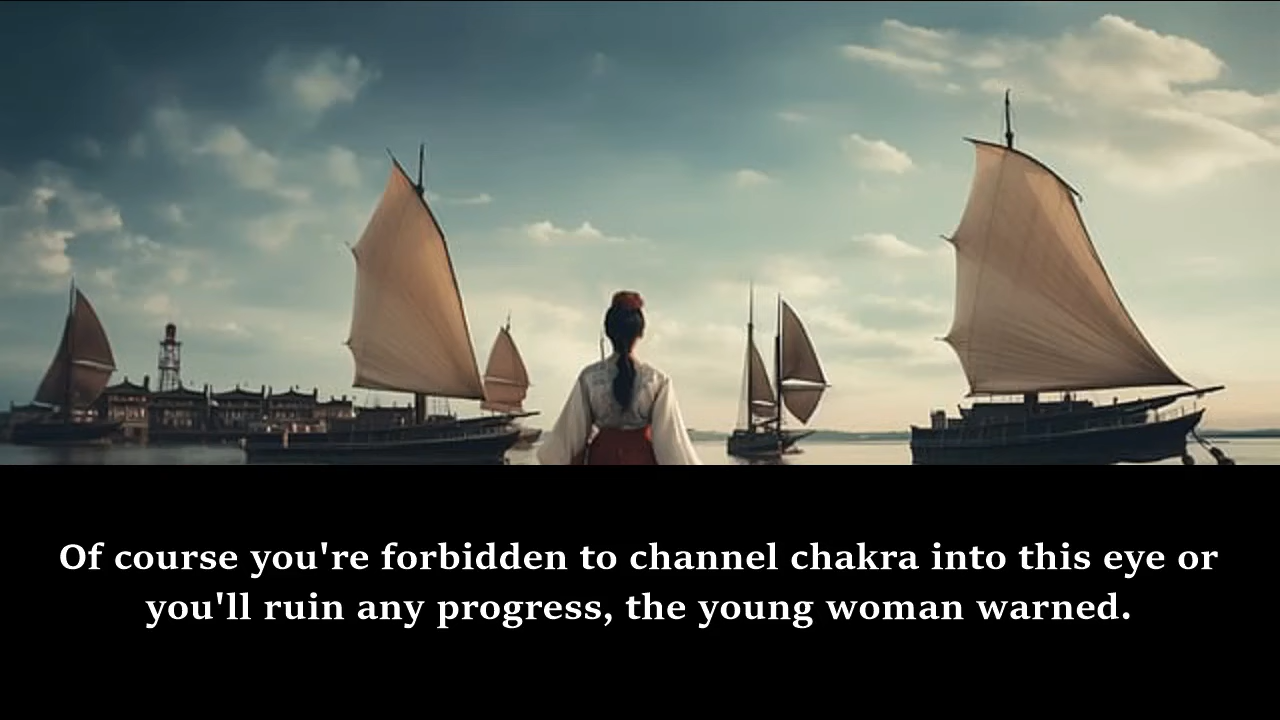 Of course you're forbidden to channel chakra into this eye or
you'll ruin any progress, the young woman warned.